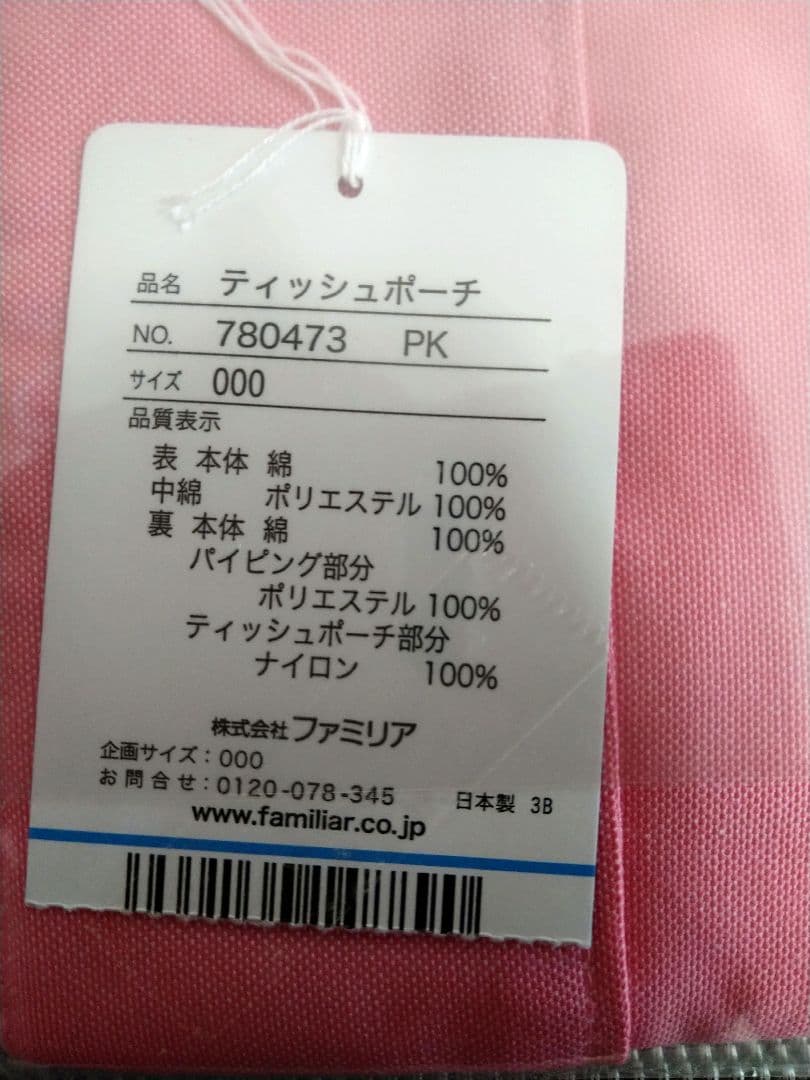 品名 ティッシュポーチ
NO. 780473 PK
サイズ 000
品質表示
表 本体 綿 100%
中綿 ポリエステル 100%
裏 本体 綿 100%
パイピング部分
ポリエステル 100%
ティッシュポーチ部分
ナイロン 100%
株式会社ファミリア
企画サイズ：000
お問合せ：0120-078-345
日本製 3B
www.familiar.co.jp